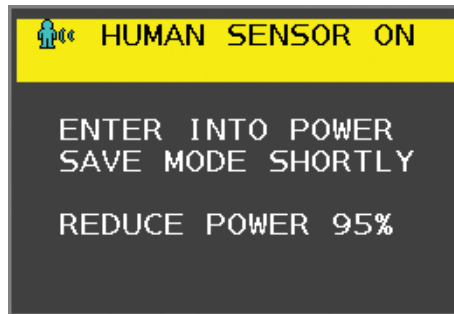 HUMAN SENSOR ON
ENTER INTO POWER
SAVE MODE SHORTLY
REDUCE POWER 95%